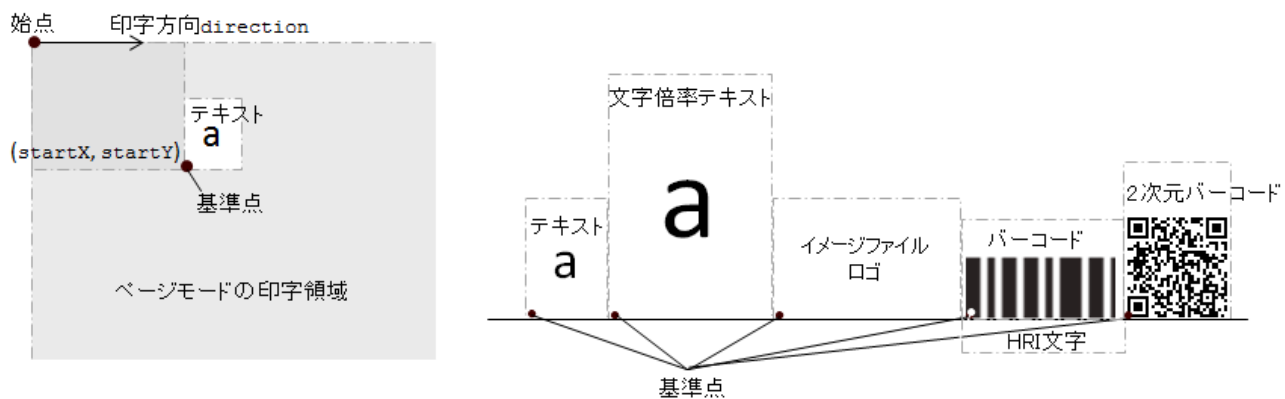 始点
印字方向direction
テキスト
a
(startX, startY)
基準点
ページモードの印字領域
文字倍率テキスト
a
テキスト
a
イメージファイル
ロゴ
バーコード
HRI文字
2次元バーコード
基準点